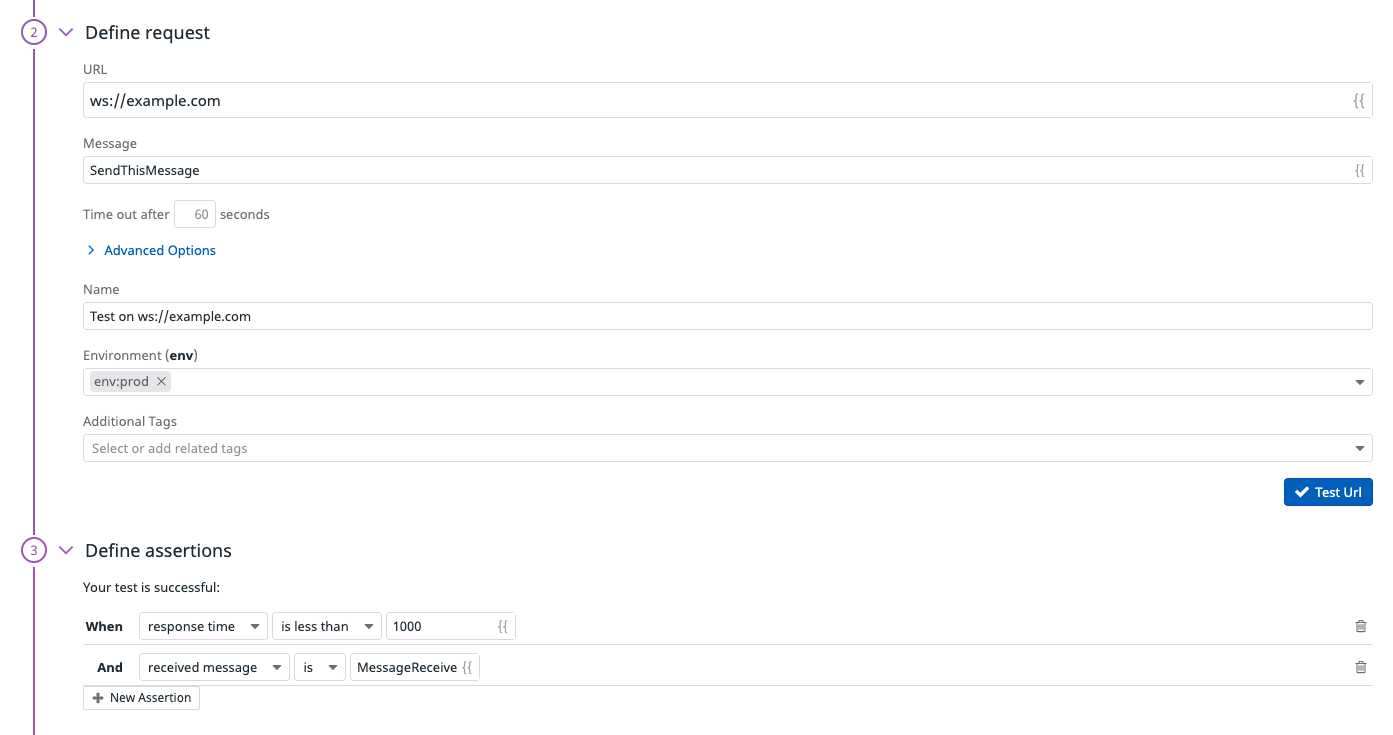 2 Define request
URL
ws://example.com {{
Message
SendThisMessage {{
Time out after 60 seconds
Advanced Options
Name
Test on ws://example.com
Environment (env)
env:prod
Additional Tags
Select or add related tags
Test Url
3 Define assertions
Your test is successful:
When response time is less than 1000 {{
And received message is MessageReceive {{
New Assertion